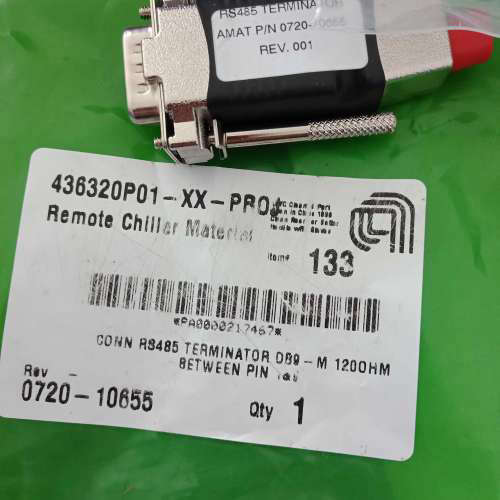 RS485 TERMINATOR
AMAT P/N 0720-10655
REV. 001
436320P01-XX-PRO
Remote Chiller Material
Item# 133
*PA0000217467*
CONN RS485 TERMINATOR DB9-M 120OHM
BETWEEN PIN
Rev -
0720-10655
Qty 1